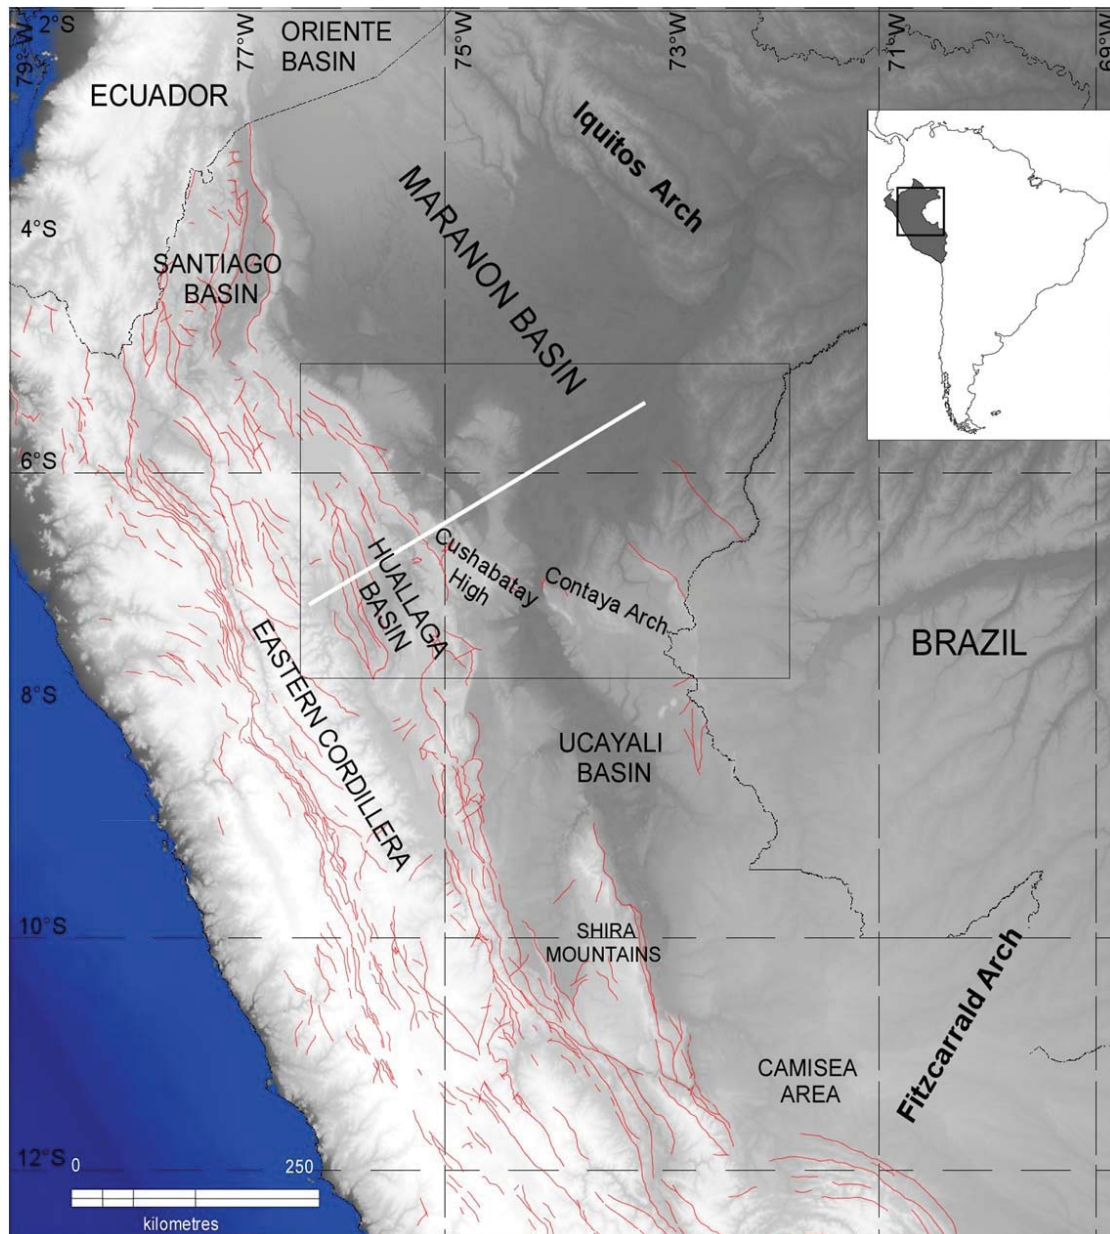 79°W
2°S
77°W
75°W
73°W
71°W
69°W
ORIENTE
BASIN
ECUADOR
Iquitos Arch
MARANON BASIN
4°S
SANTIAGO
BASIN
6°S
HUALLAGA
BASIN
Cushabatay
High
Contaya Arch
EASTERN CORDILLERA
BRAZIL
8°S
UCAYALI
BASIN
10°S
SHIRA
MOUNTAINS
Fitzcarrald Arch
CAMISEA
AREA
12°S
0
250
kilometres